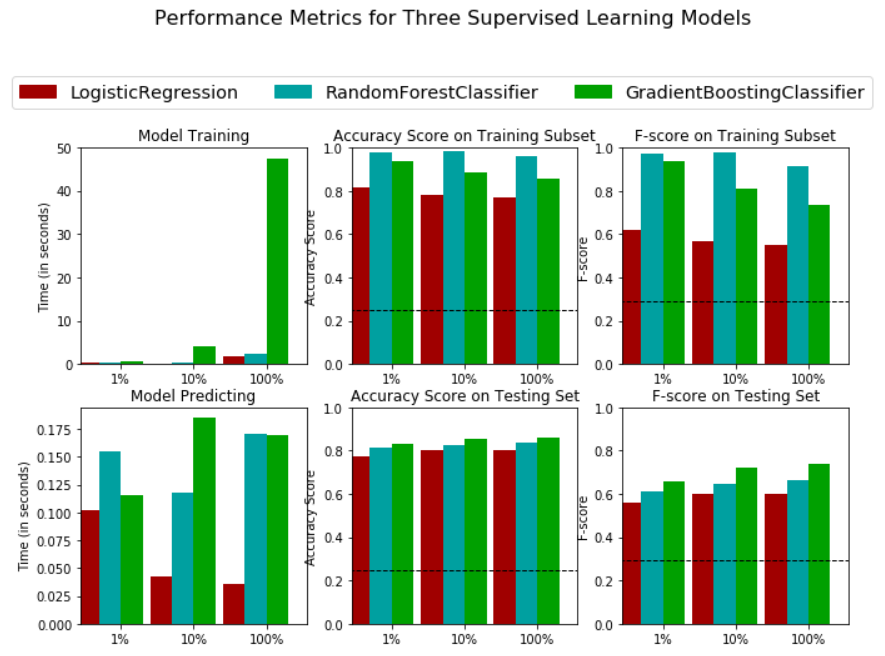 Performance Metrics for Three Supervised Learning Models
LogisticRegression RandomForestClassifier GradientBoostingClassifier
Model Training
Time (in seconds)
50
40
30
20
10
0
1% 10% 100%
Accuracy Score on Training Subset
Accuracy Score
1.0
0.8
0.6
0.4
0.2
0.0
1% 10% 100%
F-score on Training Subset
F-score
1.0
0.8
0.6
0.4
0.2
0.0
1% 10% 100%
Model Predicting
Time (in seconds)
0.175
0.150
0.125
0.100
0.075
0.050
0.025
0.000
1% 10% 100%
Accuracy Score on Testing Set
Accuracy Score
1.0
0.8
0.6
0.4
0.2
0.0
1% 10% 100%
F-score on Testing Set
F-score
1.0
0.8
0.6
0.4
0.2
0.0
1% 10% 100%